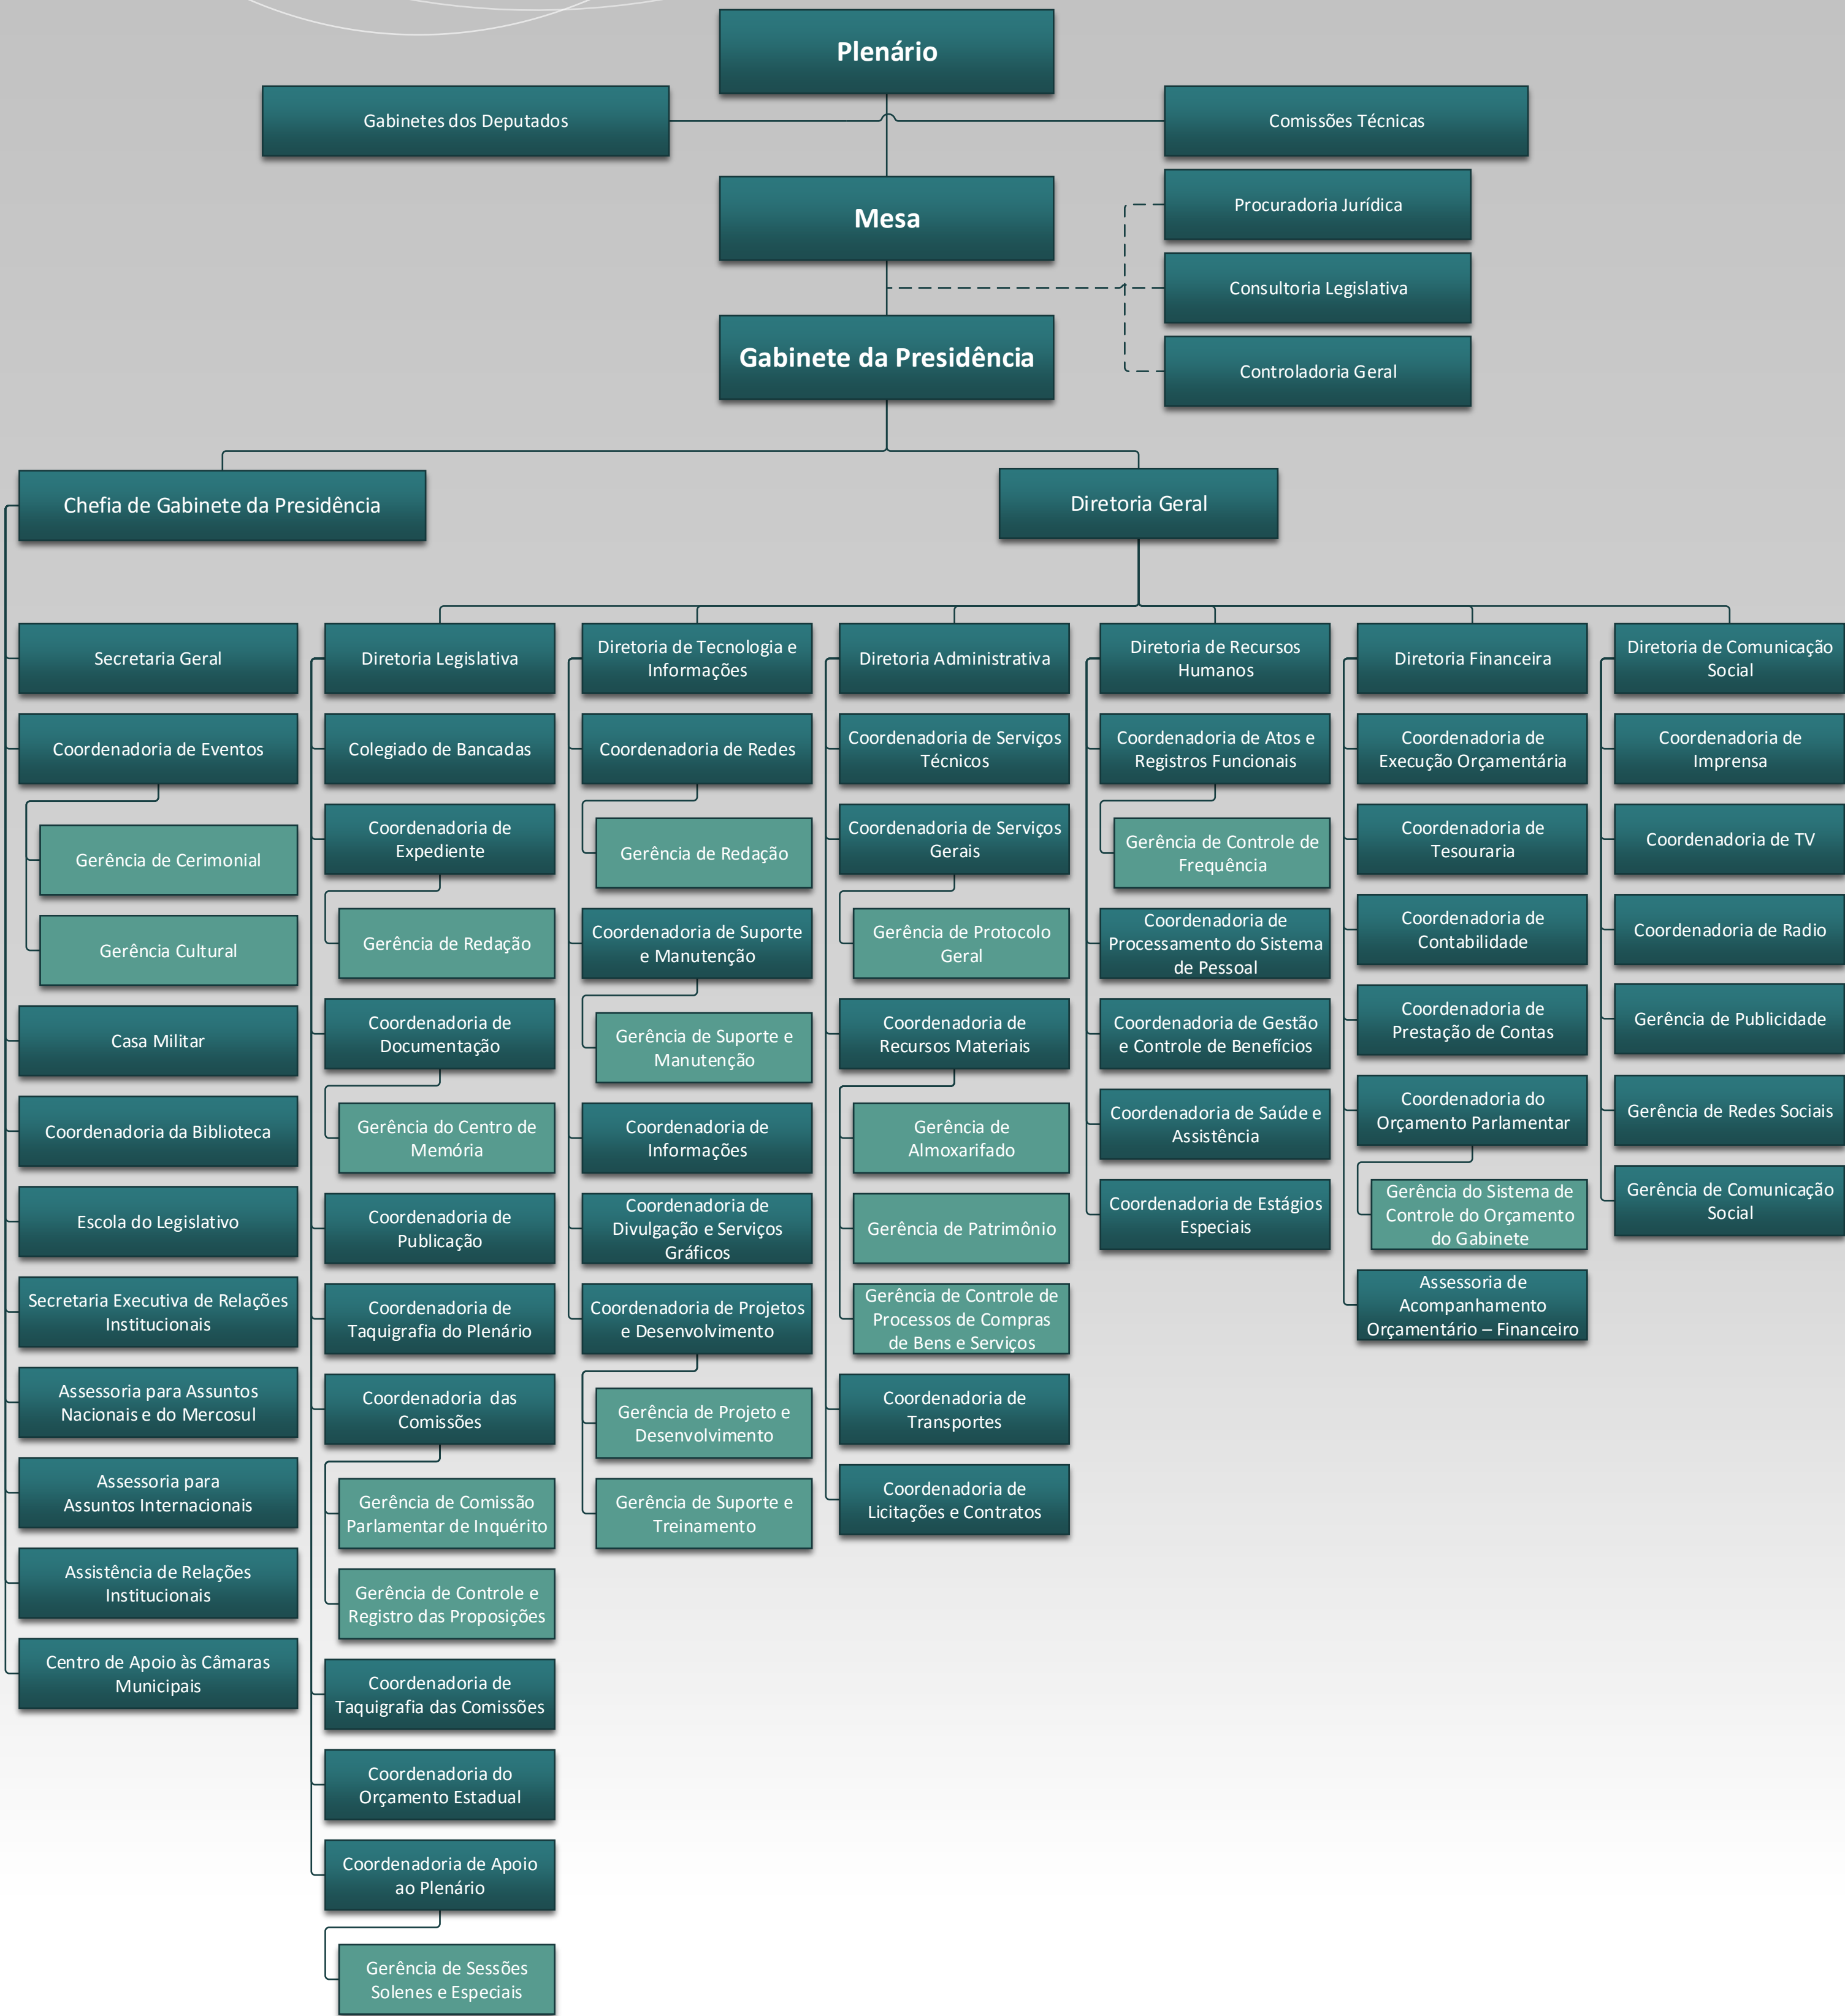 Plenário
Gabinetes dos Deputados
Comissões Técnicas
Mesa
Procuradoria Jurídica
Consultoria Legislativa
Gabinete da Presidência
Controladoria Geral
Chefia de Gabinete da Presidência
Diretoria Geral
Secretaria Geral
Coordenadoria de Eventos
Gerência de Cerimonial
Gerência Cultural
Casa Militar
Coordenadoria da Biblioteca
Escola do Legislativo
Secretaria Executiva de Relações
Institucionais
Assessoria para Assuntos
Nacionais e do Mercosul
Assessoria para
Assuntos Internacionais
Assistência de Relações
Institucionais
Centro de Apoio às Câmaras
Municipais
Diretoria Legislativa
Colegiado de Bancadas
Coordenadoria de
Expediente
Gerência de Redação
Coordenadoria de
Documentação
Gerência do Centro de
Memória
Coordenadoria de
Publicação
Coordenadoria de
Taquigrafia do Plenário
Coordenadoria  das
Comissões
Gerência de Comissão
Parlamentar de Inquérito
Gerência de Controle e
Registro das Proposições
Coordenadoria de
Taquigrafia das Comissões
Coordenadoria do
Orçamento Estadual
Coordenadoria de Apoio
ao Plenário
Gerência de Sessões
Solenes e Especiais
Diretoria de Tecnologia e
Informações
Coordenadoria de Redes
Gerência de Redação
Coordenadoria de Suporte
e Manutenção
Gerência de Suporte e
Manutenção
Coordenadoria de
Informações
Coordenadoria de
Divulgação e Serviços
Gráficos
Coordenadoria de Projetos
e Desenvolvimento
Gerência de Projeto e
Desenvolvimento
Gerência de Suporte e
Treinamento
Diretoria Administrativa
Coordenadoria de Serviços
Técnicos
Coordenadoria de Serviços
Gerais
Gerência de Protocolo
Geral
Coordenadoria de
Recursos Materiais
Gerência de
Almoxarifado
Gerência de Patrimônio
Gerência de Controle de
Processos de Compras
de Bens e Serviços
Coordenadoria de
Transportes
Coordenadoria de
Licitações e Contratos
Diretoria de Recursos
Humanos
Coordenadoria de Atos e
Registros Funcionais
Gerência de Controle de
Frequência
Coordenadoria de
Processamento do Sistema
de Pessoal
Coordenadoria de Gestão
e Controle de Benefícios
Coordenadoria de Saúde e
Assistência
Coordenadoria de Estágios
Especiais
Diretoria Financeira
Coordenadoria de
Execução Orçamentária
Coordenadoria de
Tesouraria
Coordenadoria de
Contabilidade
Coordenadoria de
Prestação de Contas
Coordenadoria do
Orçamento Parlamentar
Gerência do Sistema de
Controle do Orçamento
do Gabinete
Assessoria de
Acompanhamento
Orçamentário – Financeiro
Diretoria de Comunicação
Social
Coordenadoria de
Imprensa
Coordenadoria de TV
Coordenadoria de Radio
Gerência de Publicidade
Gerência de Redes Sociais
Gerência de Comunicação
Social